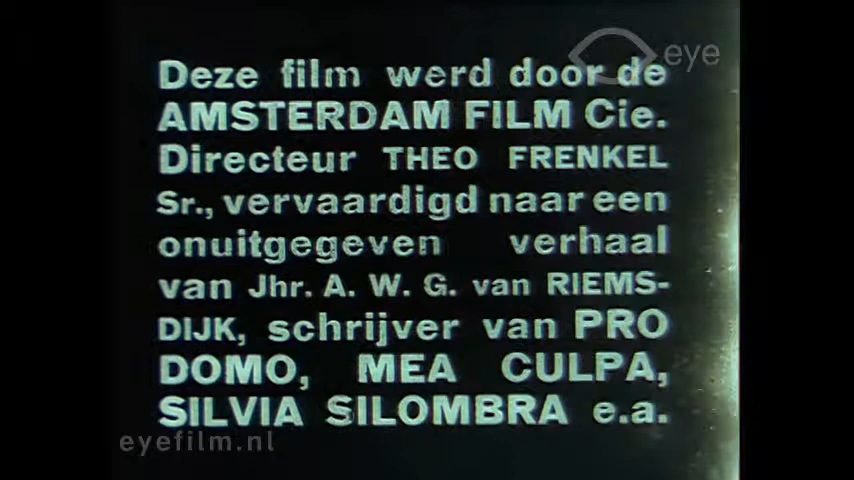 eye
Deze film werd door de
AMSTERDAM FILM Cie.
Directeur THEO FRENKEL
Sr., vervaardigd naar een
onuitgegeven verhaal
van Jhr. A. W. G. van RIEMS-
DIJK, schrijver van PRO
DOMO, MEA CULPA,
SILVIA SILOMBRA e.a.
eyefilm.nl